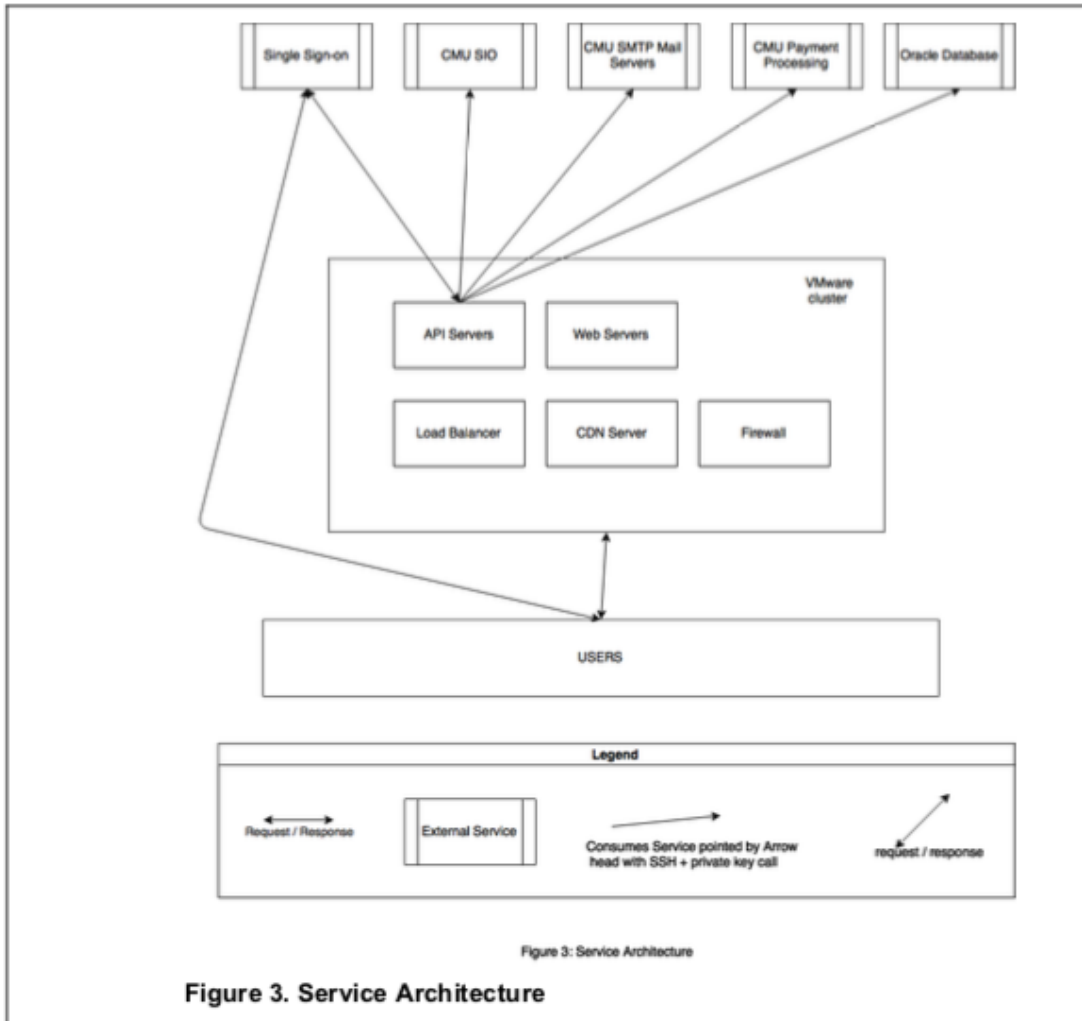 Single Sign-on
CMU SIO
CMU SMTP Mail
Servers
CMU Payment
Processing
Oracle Database
VMware
cluster
API Servers
Web Servers
Load Balancer
CDN Server
Firewall
USERS
Legend
Request / Response
External Service
Consumes Service pointed by Arrow
head with SSH + private key call
request / response
Figure 3: Service Architecture
Figure 3. Service Architecture